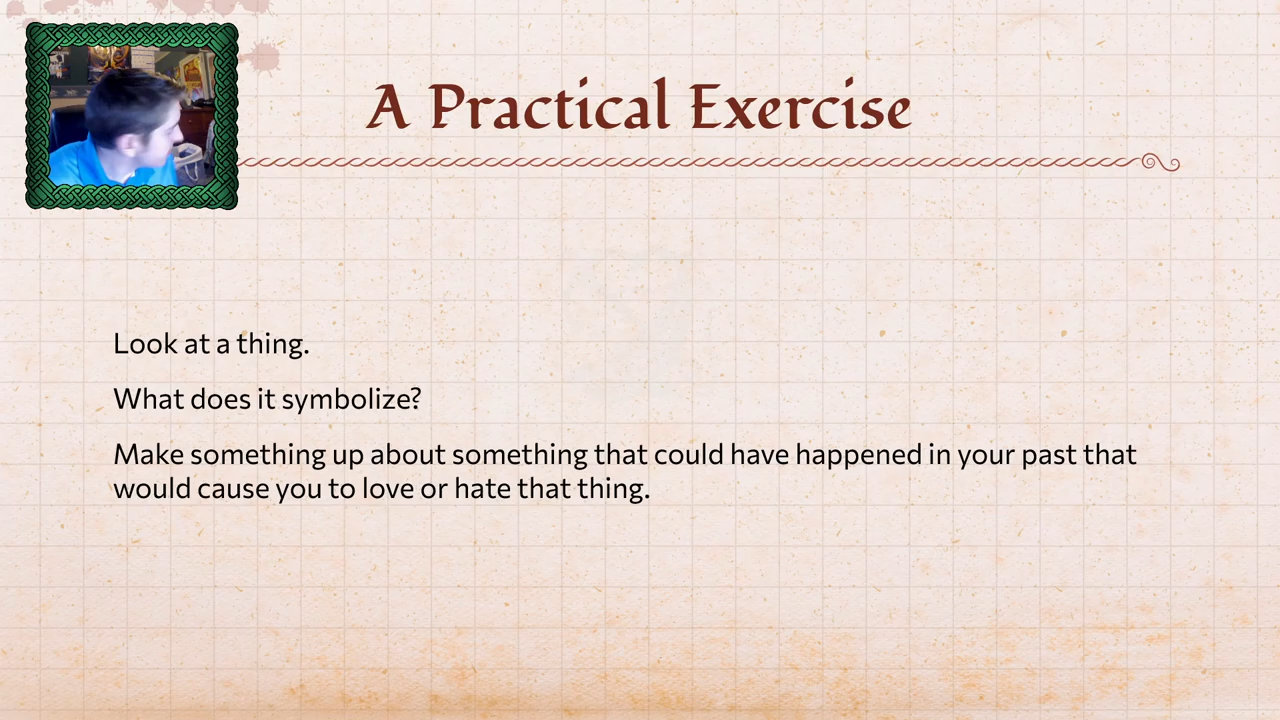 A Practical Exercise
Look at a thing.
What does it symbolize?
Make something up about something that could have happened in your past that
would cause you to love or hate that thing.